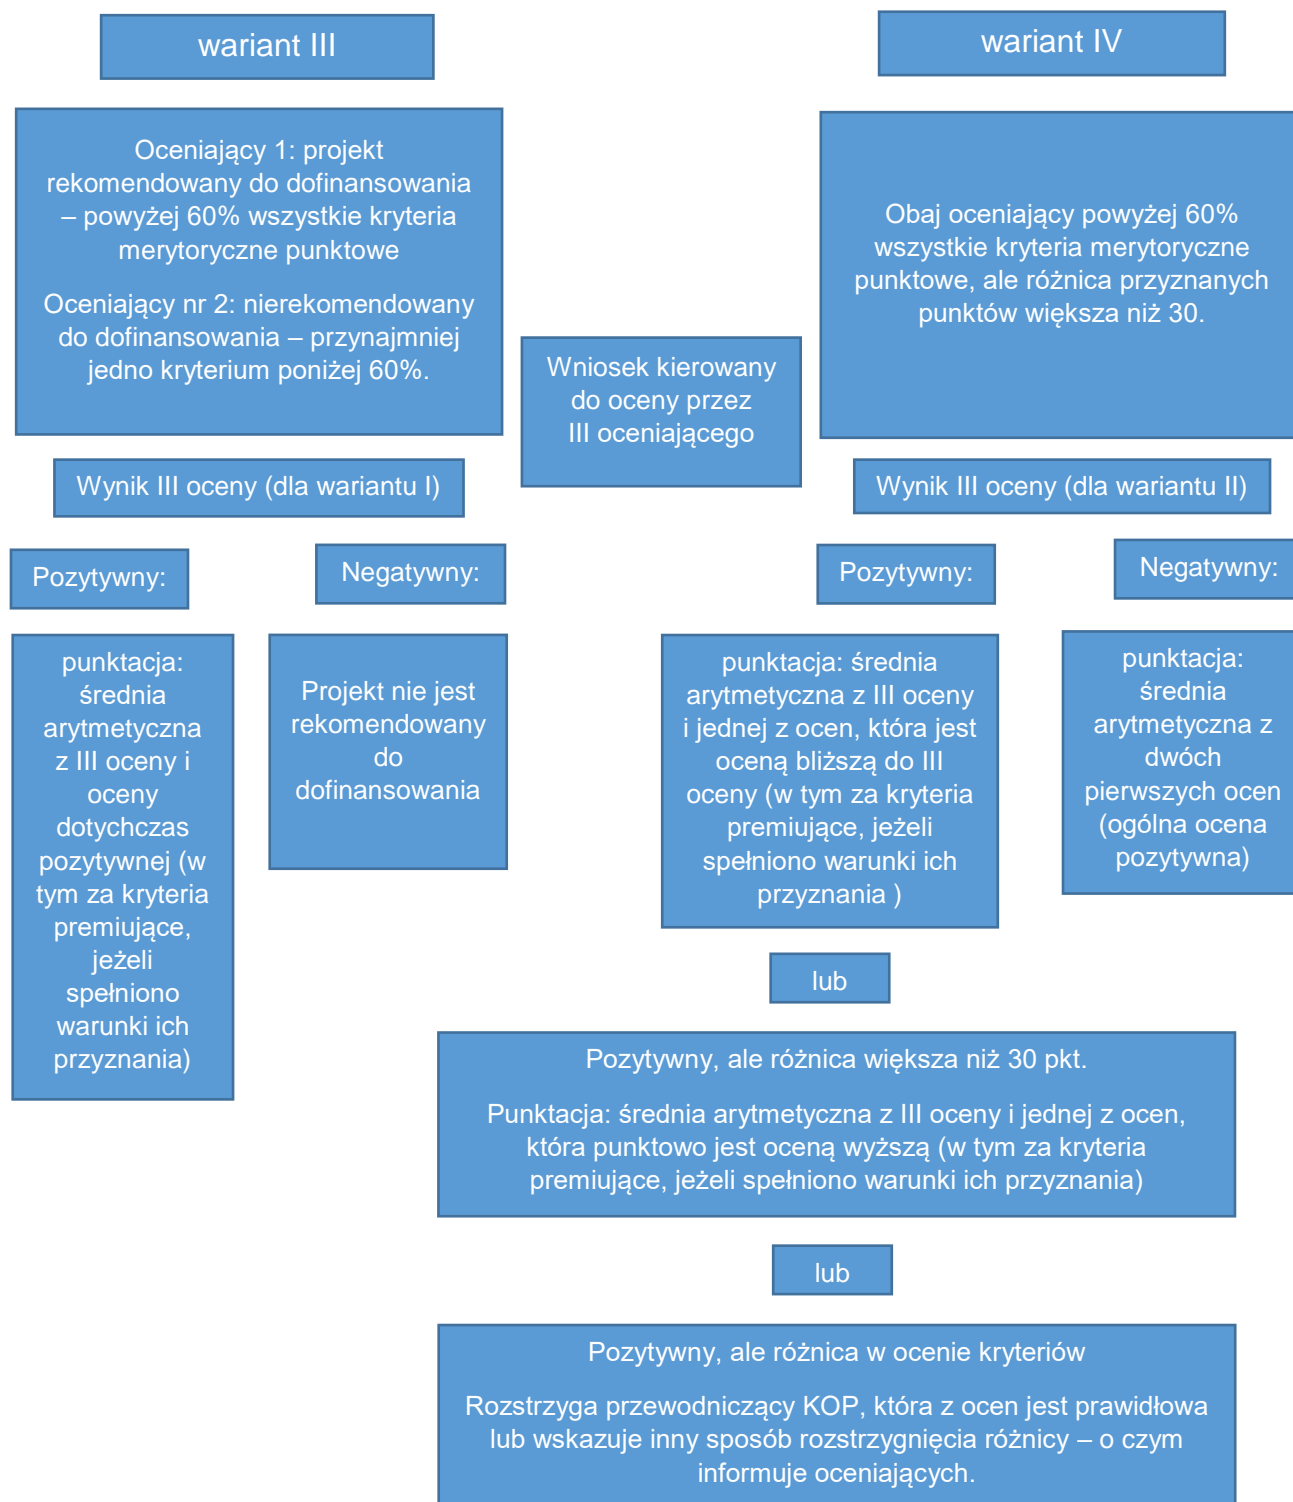 wariant III
wariant IV
Oceniający 1: projekt
rekomendowany do dofinansowania
– powyżej 60% wszystkie kryteria
merytoryczne punktowe
Oceniający nr 2: nierekomendowany
do dofinansowania – przynajmniej
jedno kryterium poniżej 60%.
Obaj oceniający powyżej 60%
wszystkie kryteria merytoryczne
punktowe, ale różnica przyznanych
punktów większa niż 30.
Wniosek kierowany
do oceny przez
III oceniającego
Wynik III oceny (dla wariantu I)
Wynik III oceny (dla wariantu II)
Pozytywny:
Negatywny:
Pozytywny:
Negatywny:
punktacja:
średnia
arytmetyczna
z III oceny i
oceny
dotychczas
pozytywnej (w
tym za kryteria
premiujące,
jeżeli
spełniono
warunki ich
przyznania)
Projekt nie jest
rekomendowany
do
dofinansowania
punktacja: średnia
arytmetyczna z III oceny
i jednej z ocen, która jest
oceną bliższą do III
oceny (w tym za kryteria
premiujące, jeżeli
spełniono warunki ich
przyznania )
punktacja:
średnia
arytmetyczna z
dwóch
pierwszych ocen
(ogólna ocena
pozytywna)
lub
Pozytywny, ale różnica większa niż 30 pkt.
Punktacja: średnia arytmetyczna z III oceny i jednej z ocen,
która punktowo jest oceną wyższą (w tym za kryteria
premiujące, jeżeli spełniono warunki ich przyznania)
lub
Pozytywny, ale różnica w ocenie kryteriów
Rozstrzyga przewodniczący KOP, która z ocen jest prawidłowa
lub wskazuje inny sposób rozstrzygnięcia różnicy – o czym
informuje oceniających.